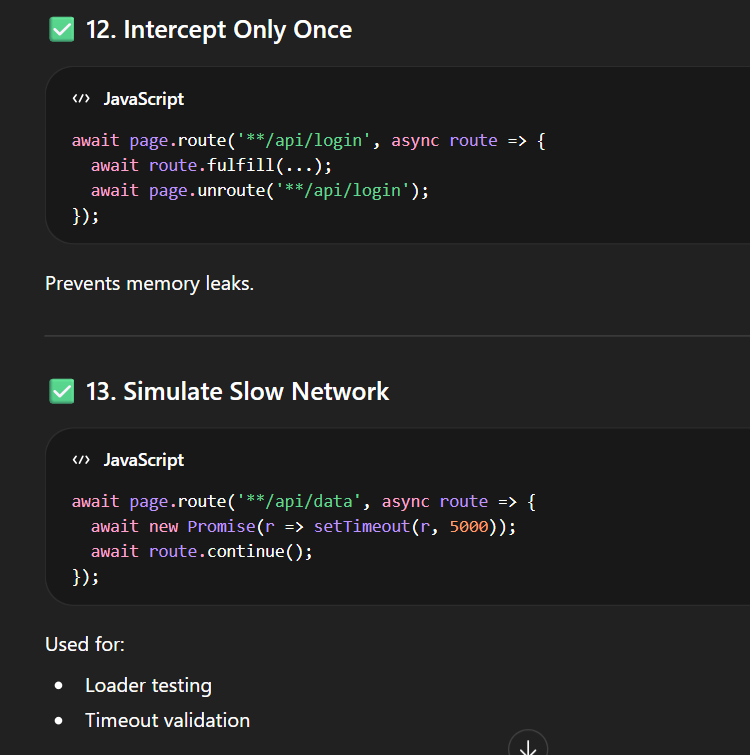 ✅ 12. Intercept Only Once
</> JavaScript
await page.route('**/api/login', async route => {
  await route.fulfill(...);
  await page.unroute('**/api/login');
});
Prevents memory leaks.
✅ 13. Simulate Slow Network
</> JavaScript
await page.route('**/api/data', async route => {
  await new Promise(r => setTimeout(r, 5000));
  await route.continue();
});
Used for:
• Loader testing
• Timeout validation